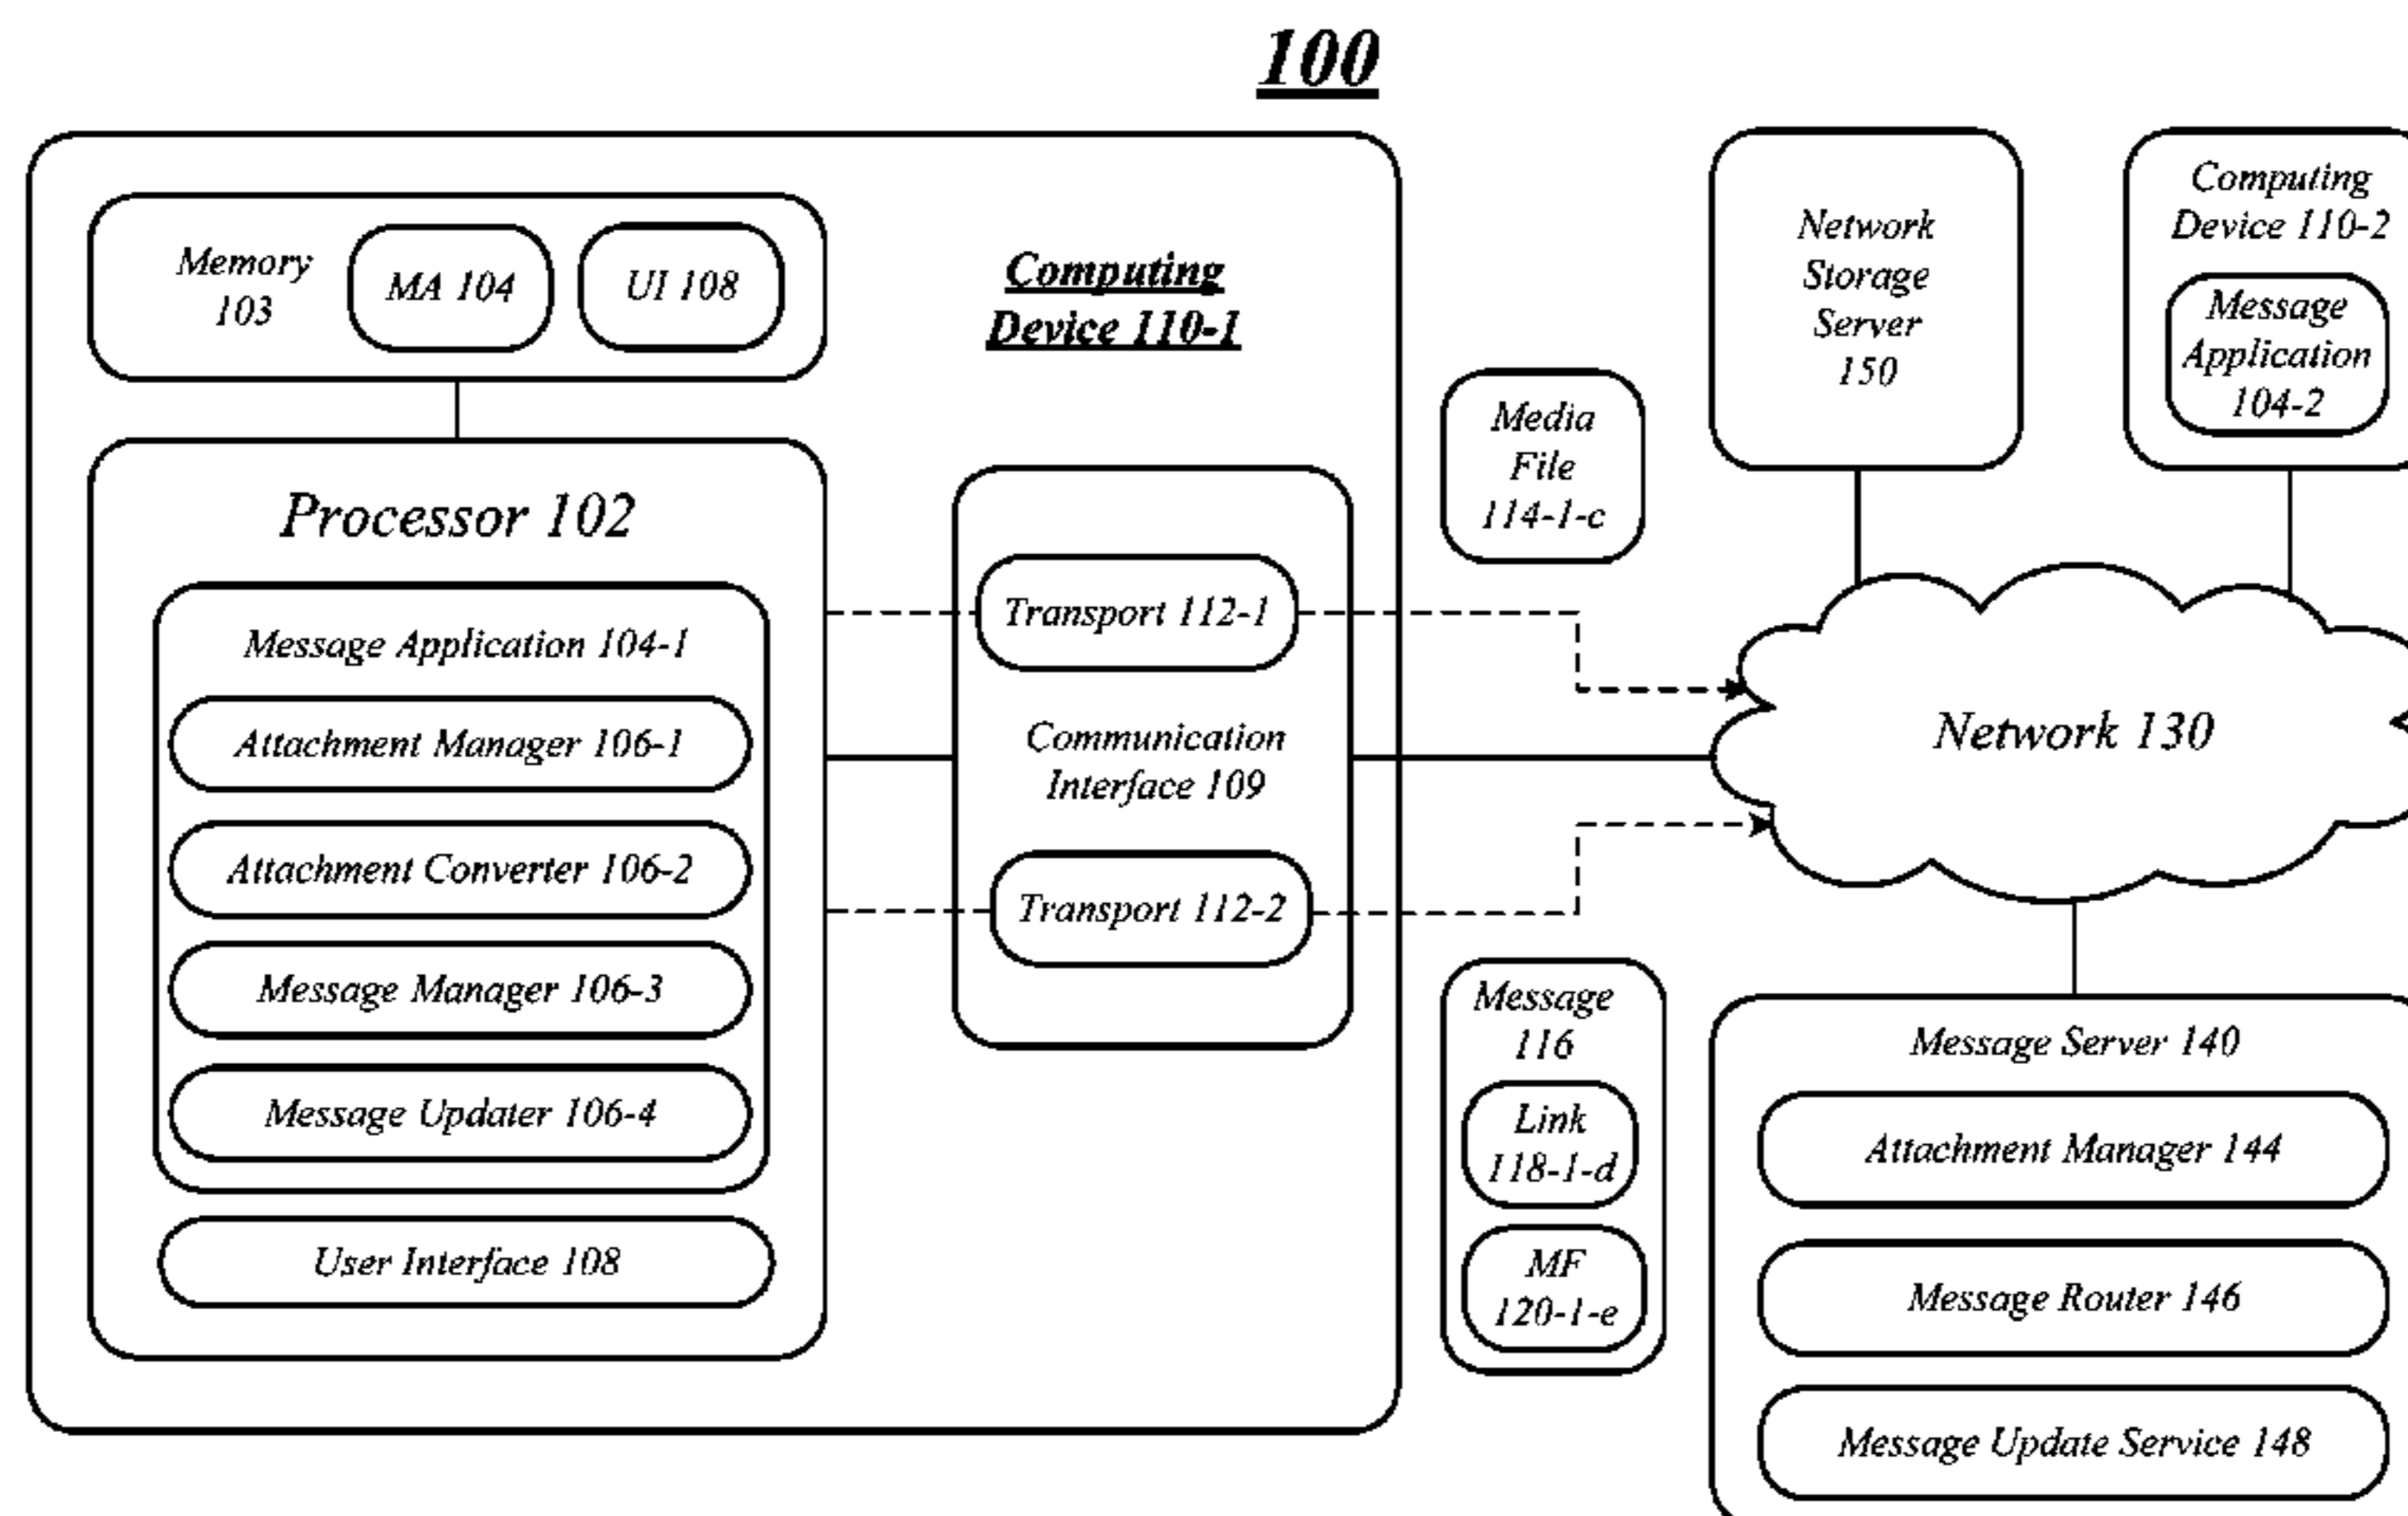 100
Memory
103
MA 104
UI 108
Computing
Device 110-1
Processor 102
Message Application 104-1
Attachment Manager 106-1
Attachment Converter 106-2
Message Manager 106-3
Message Updater 106-4
User Interface 108
Transport 112-1
Communication
Interface 109
Transport 112-2
Media
File
114-1-c
Message
116
Link
118-1-d
MF
120-1-e
Network
Storage
Server
150
Computing
Device 110-2
Message
Application
104-2
Network 130
Message Server 140
Attachment Manager 144
Message Router 146
Message Update Service 148